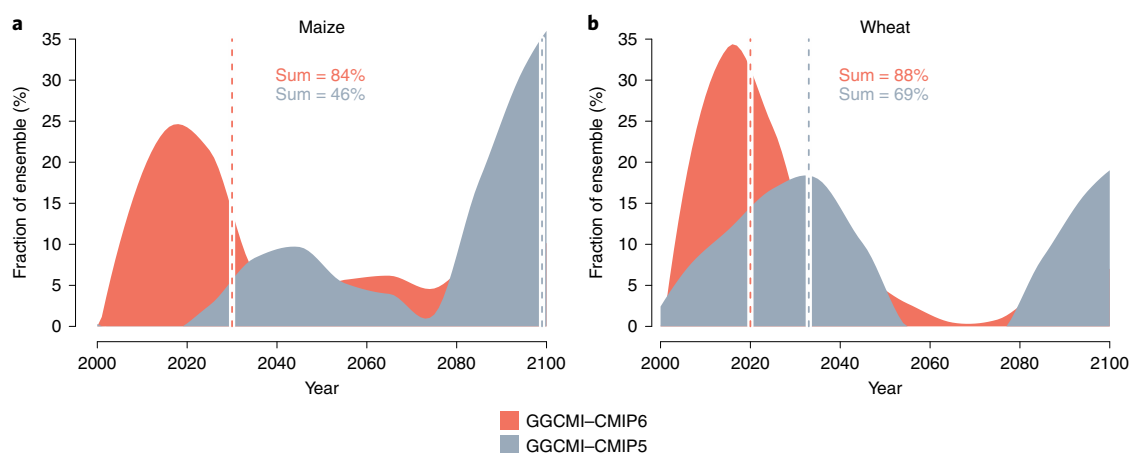 a
Maize
35
30
25
20
15
10
5
0
Fraction of ensemble (%)
Sum = 84%
Sum = 46%
2000 2020 2040 2060 2080 2100
Year
b
Wheat
35
30
25
20
15
10
5
0
Fraction of ensemble (%)
Sum = 88%
Sum = 69%
2000 2020 2040 2060 2080 2100
Year
GGCMI–CMIP6
GGCMI–CMIP5